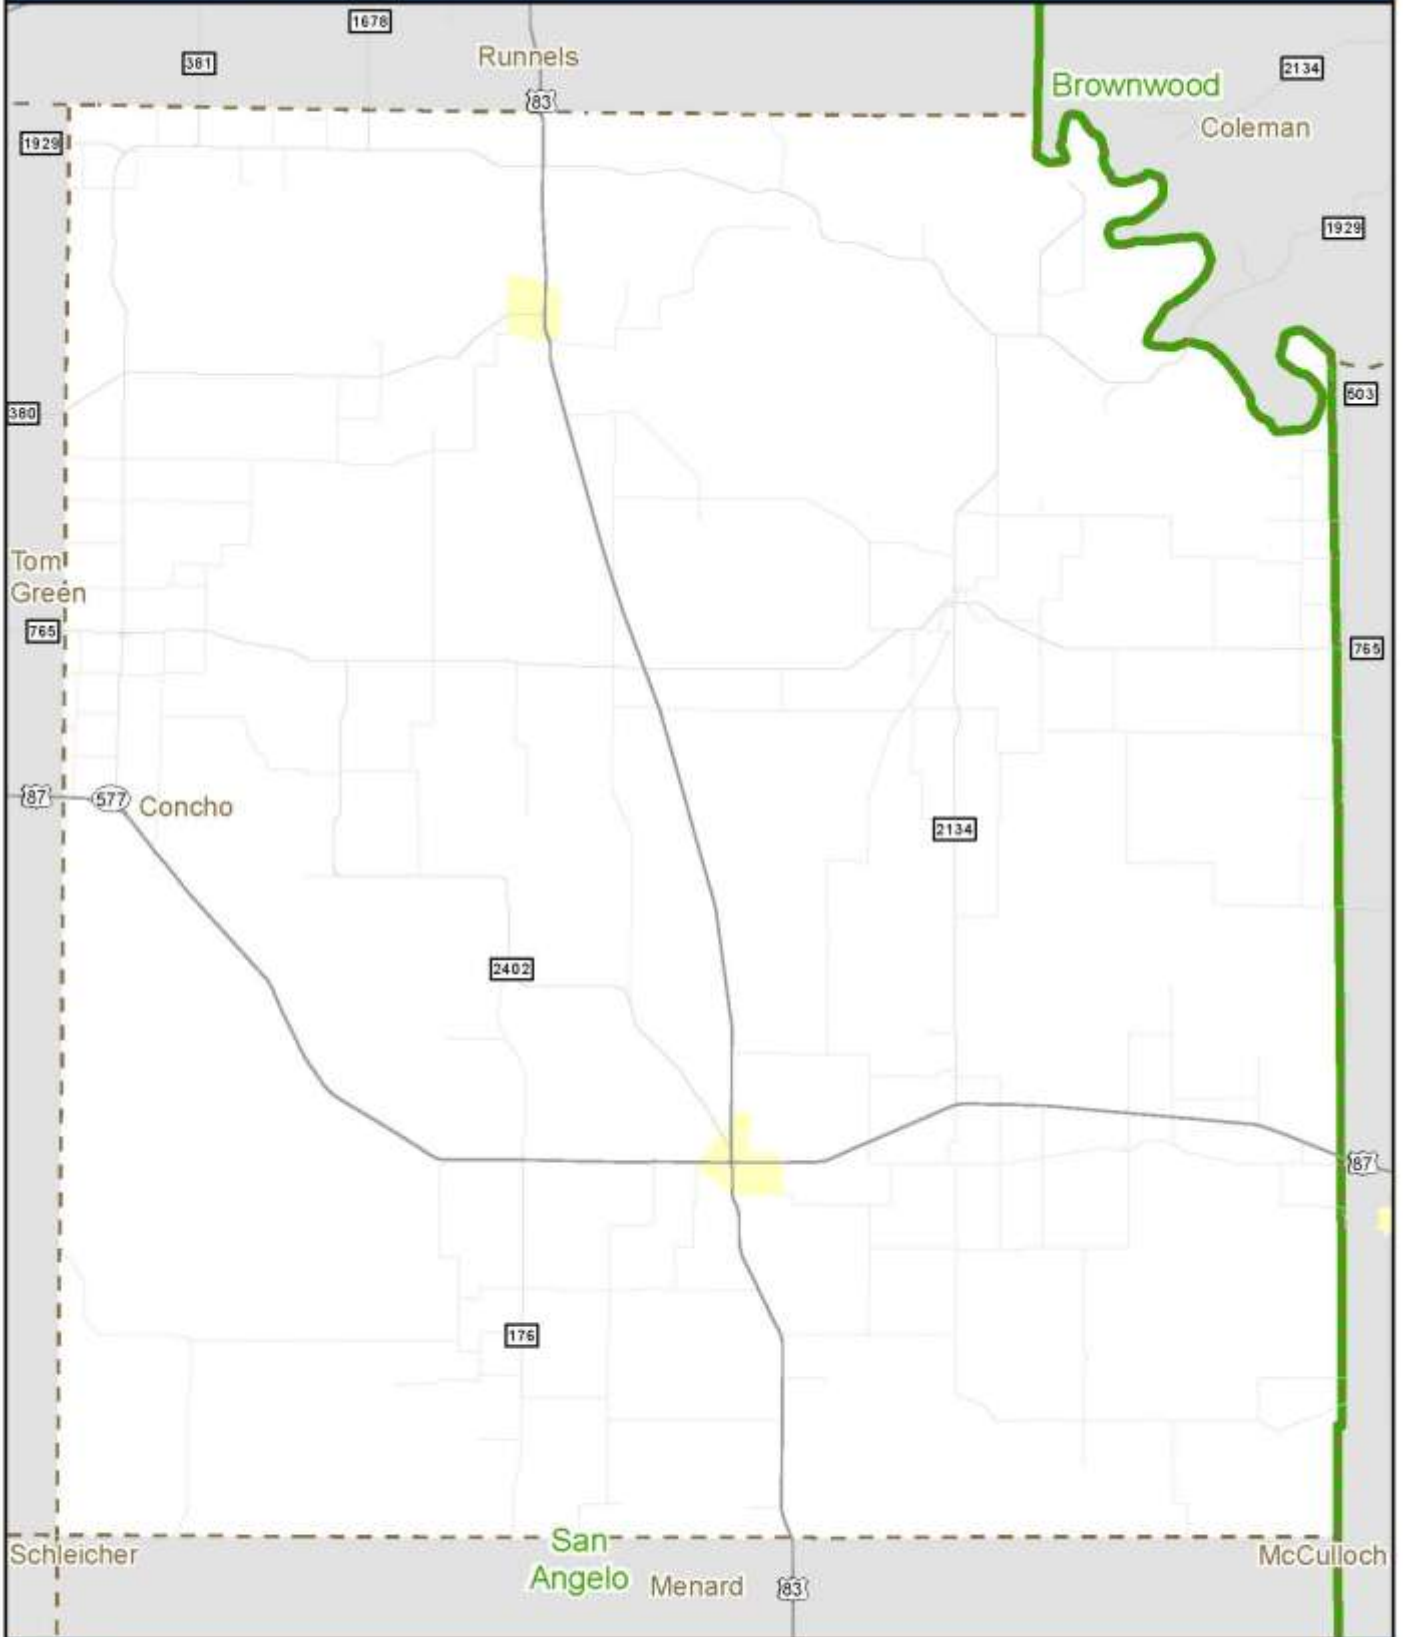 1678
381
Runnels
2134
Brownwood
83
Coleman
1929
1929
503
380
Tom
Green
765
765
87
577
Concho
2134
2402
87
176
San
Angelo
Schleicher
McCulloch
Menard
83